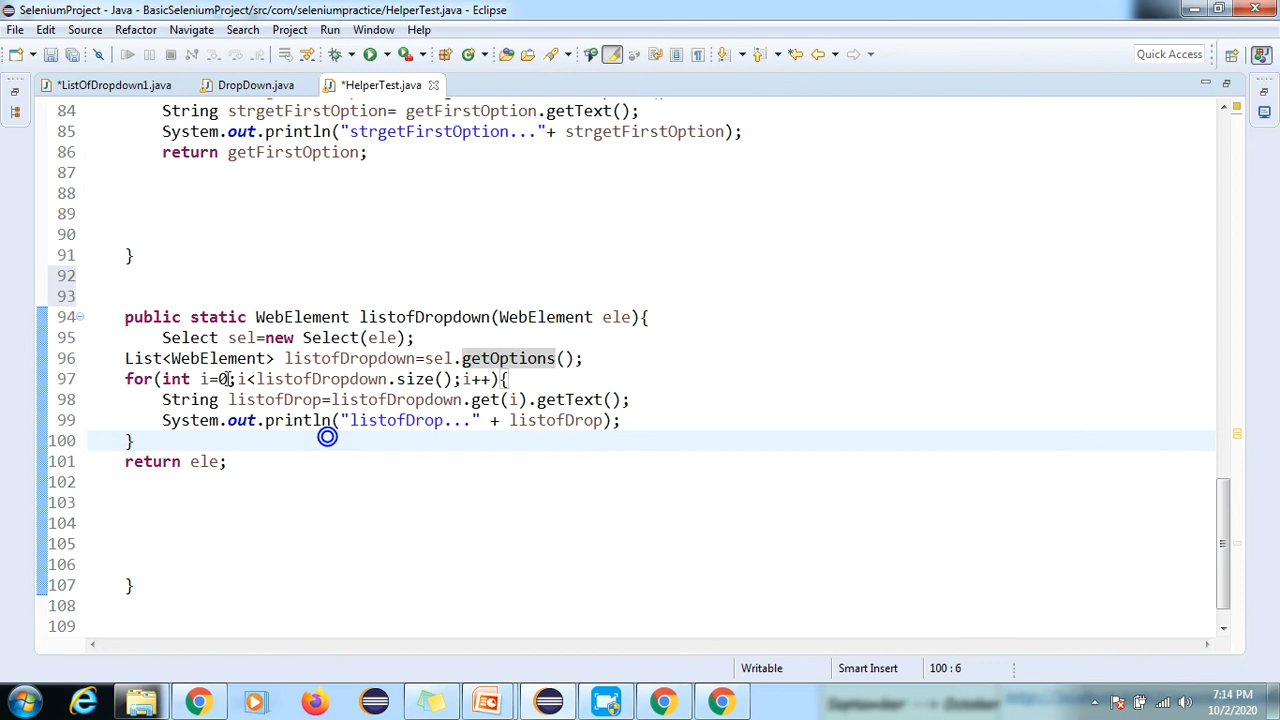 SeleniumProject - Java - BasicSeleniumProject/src/com/seleniumpractice/HelperTest.java - Eclipse
File Edit Source Refactor Navigate Search Project Run Window Help
Quick Access
*ListOfDropdown1.java DropDown.java *HelperTest.java
84 String strgetFirstOption= getFirstOption.getText();
85 System.out.println("strgetFirstOption..."+ strgetFirstOption);
86 return getFirstOption;
87
88
89
90
91 }
92
93
94 public static WebElement listofDropdown(WebElement ele){
95 Select sel=new Select(ele);
96 List<WebElement> listofDropdown=sel.getOptions();
97 for(int i=0;i<listofDropdown.size();i++){
98 String listofDrop=listofDropdown.get(i).getText();
99 System.out.println("listofDrop..." + listofDrop);
100 }
101 return ele;
102
103
104
105
106
107 }
108
109
Writable Smart Insert 100 : 6
7:14 PM
10/2/2020